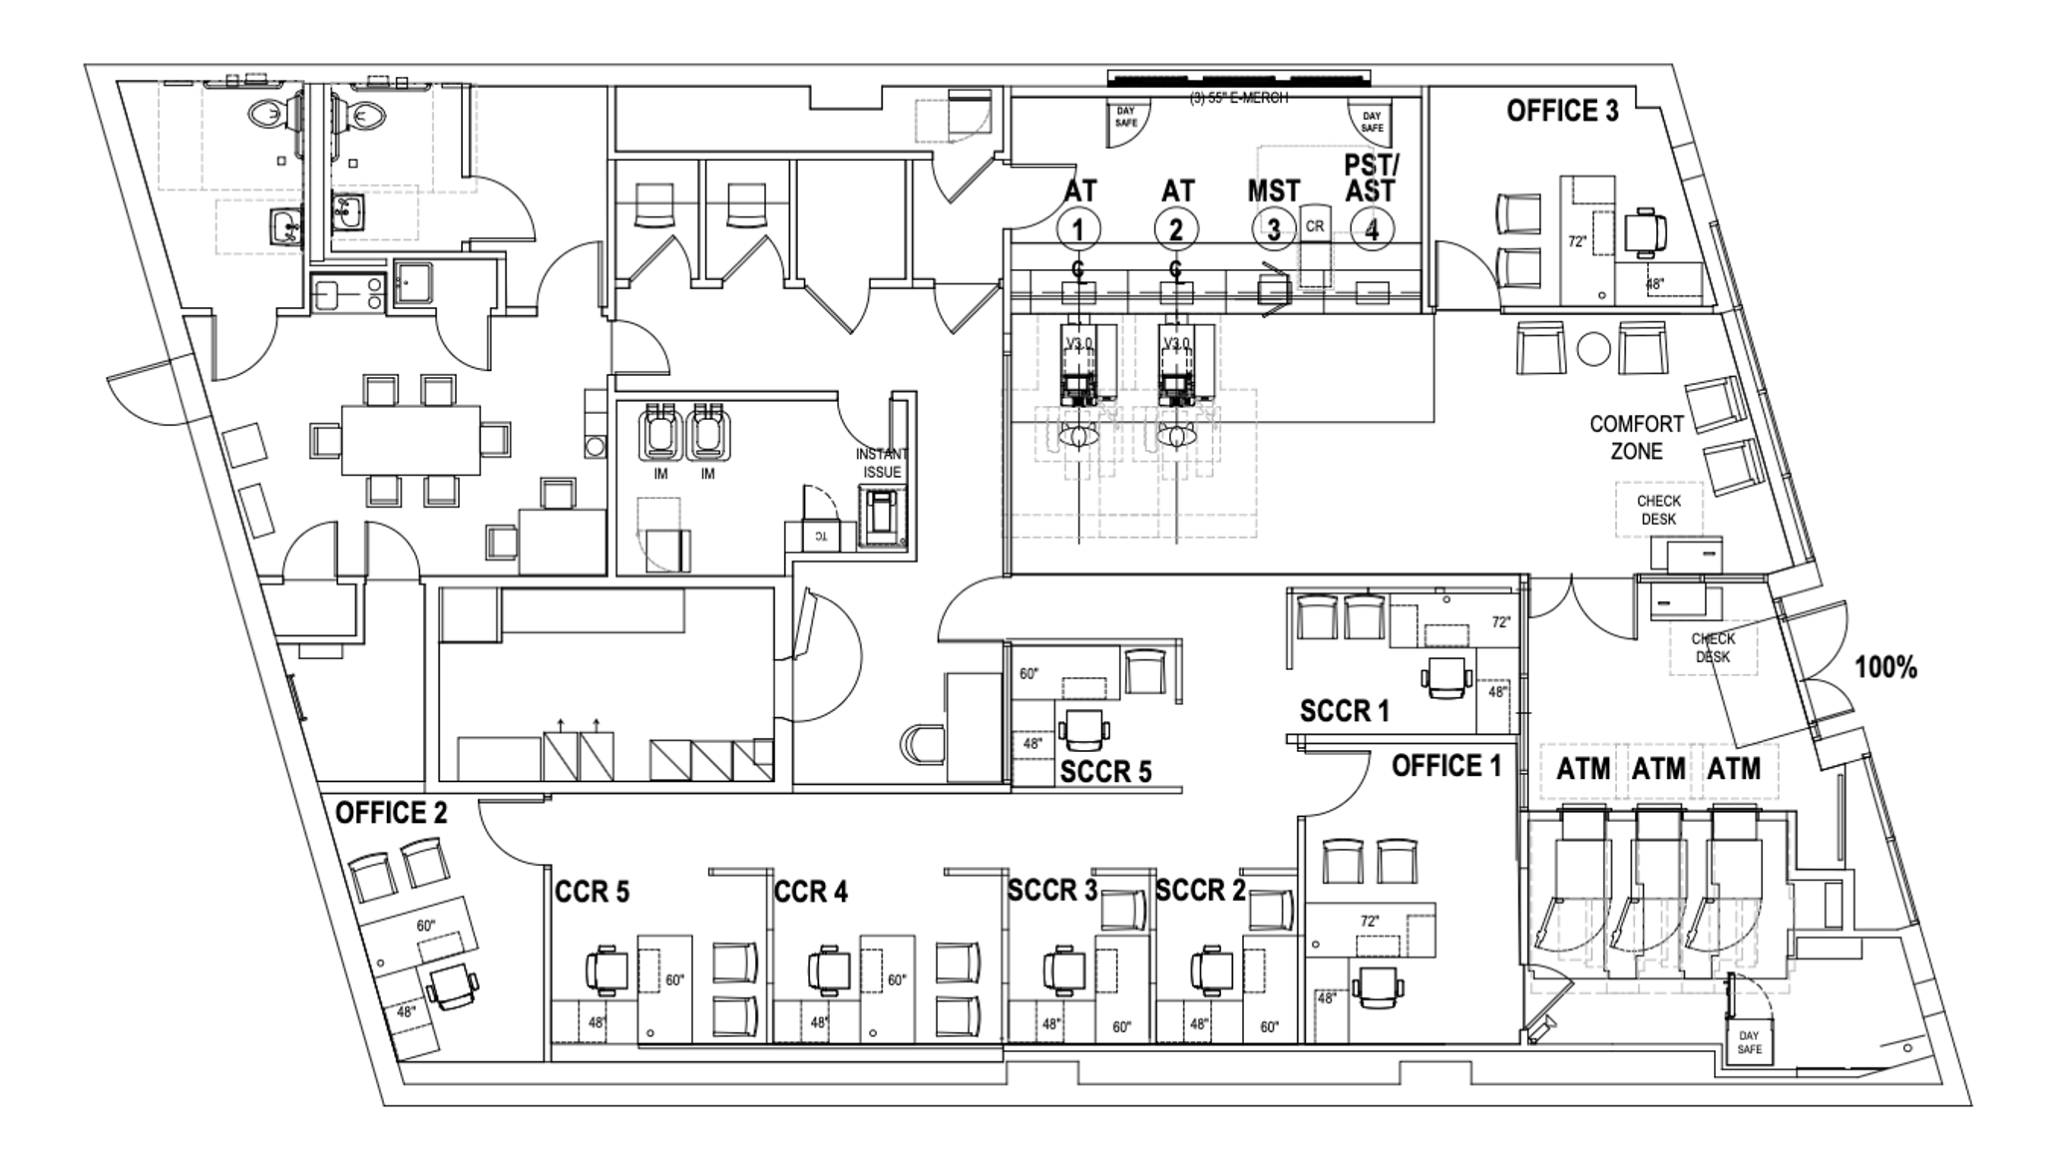 (3) 55" E-MERCH
DAY
SAFE
DAY
SAFE
OFFICE 3
AT
1
AT
2
MST
3
CR
PST/
AST
4
C
C
72"
48"
V3.0
V3.0
COMFORT
ZONE
CHECK
DESK
INSTANT
ISSUE
IM
IM
TC
CHECK
DESK
100%
60"
48"
SCCR 5
72"
48"
SCCR 1
OFFICE 1
ATM
ATM
ATM
OFFICE 2
60"
48"
CCR 5
60"
48"
CCR 4
60"
48"
SCCR 3
48"
60"
SCCR 2
48"
60"
72"
48"
DAY
SAFE